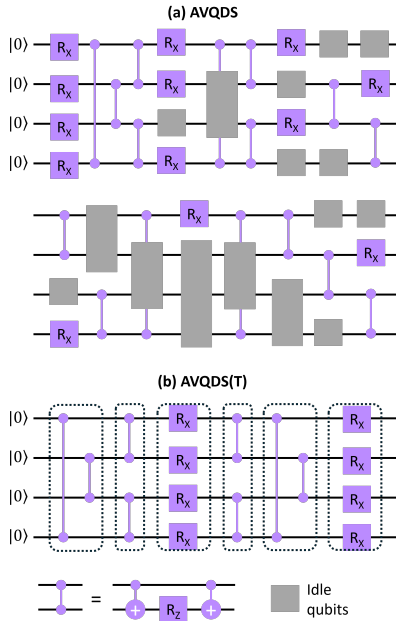 (a) AVQDS
|0⟩ Rx Rx Rx
|0⟩ Rx Rx Rx
|0⟩ Rx Rx
|0⟩ Rx Rx
Rx
Rx
Rx
(b) AVQDS(T)
|0⟩ Rx Rx
|0⟩ Rx Rx
|0⟩ Rx Rx
|0⟩ Rx Rx
= + Rz + Idle
qubits